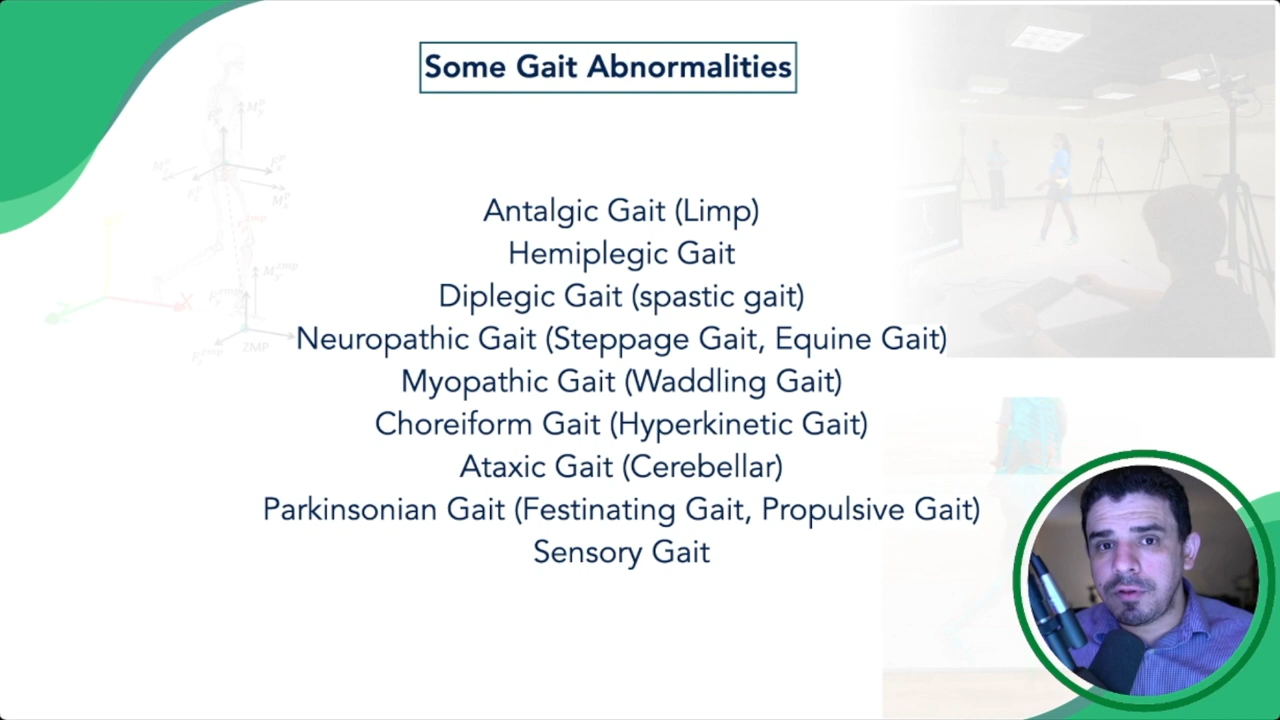 Some Gait Abnormalities
Antalgic Gait (Limp)
Hemiplegic Gait
Diplegic Gait (spastic gait)
Neuropathic Gait (Steppage Gait, Equine Gait)
Myopathic Gait (Waddling Gait)
Choreiform Gait (Hyperkinetic Gait)
Ataxic Gait (Cerebellar)
Parkinsonian Gait (Festinating Gait, Propulsive Gait)
Sensory Gait
ZMP